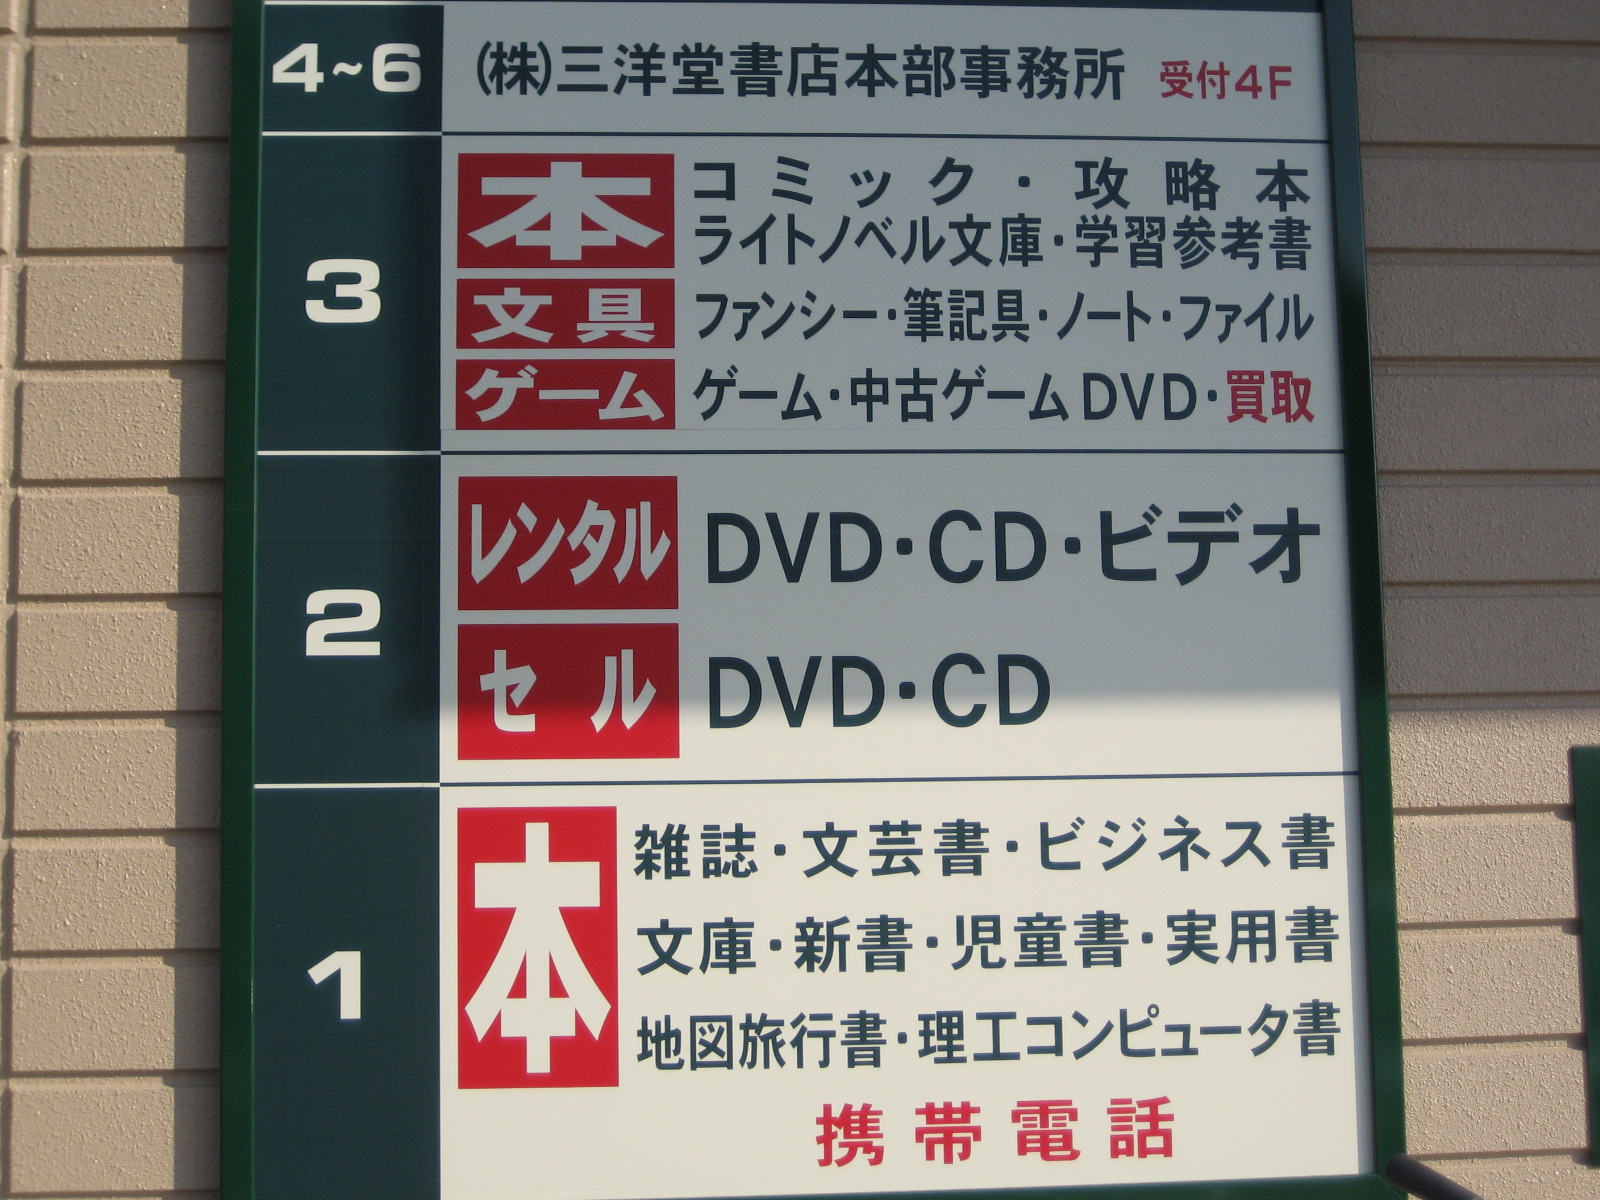 4~6 (株)三洋堂書店本部事務所 受付4F
3
本 コミック・攻略本
ライトノベル文庫・学習参考書
文具 ファンシー・筆記具・ノート・ファイル
ゲーム ゲーム・中古ゲームDVD・買取
2
レンタル DVD・CD・ビデオ
セル DVD・CD
1
本 雑誌・文芸書・ビジネス書
文庫・新書・児童書・実用書
地図旅行書・理工コンピュータ書
携帯電話